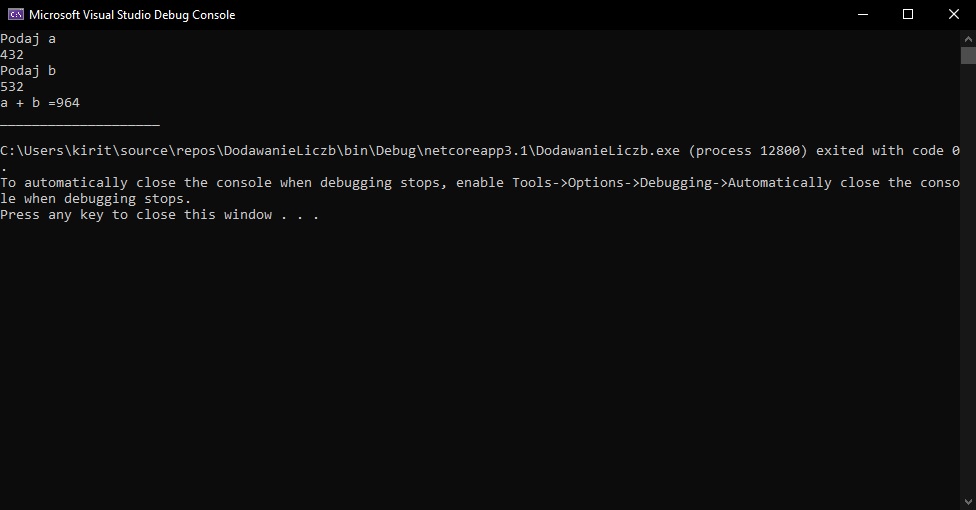 Microsoft Visual Studio Debug Console
Podaj a
432
Podaj b
532
a + b =964
____________________
C:\Users\kirit\source\repos\DodawanieLiczb\bin\Debug\netcoreapp3.1\DodawanieLiczb.exe (process 12800) exited with code 0
.
To automatically close the console when debugging stops, enable Tools->Options->Debugging->Automatically close the conso
le when debugging stops.
Press any key to close this window . . .